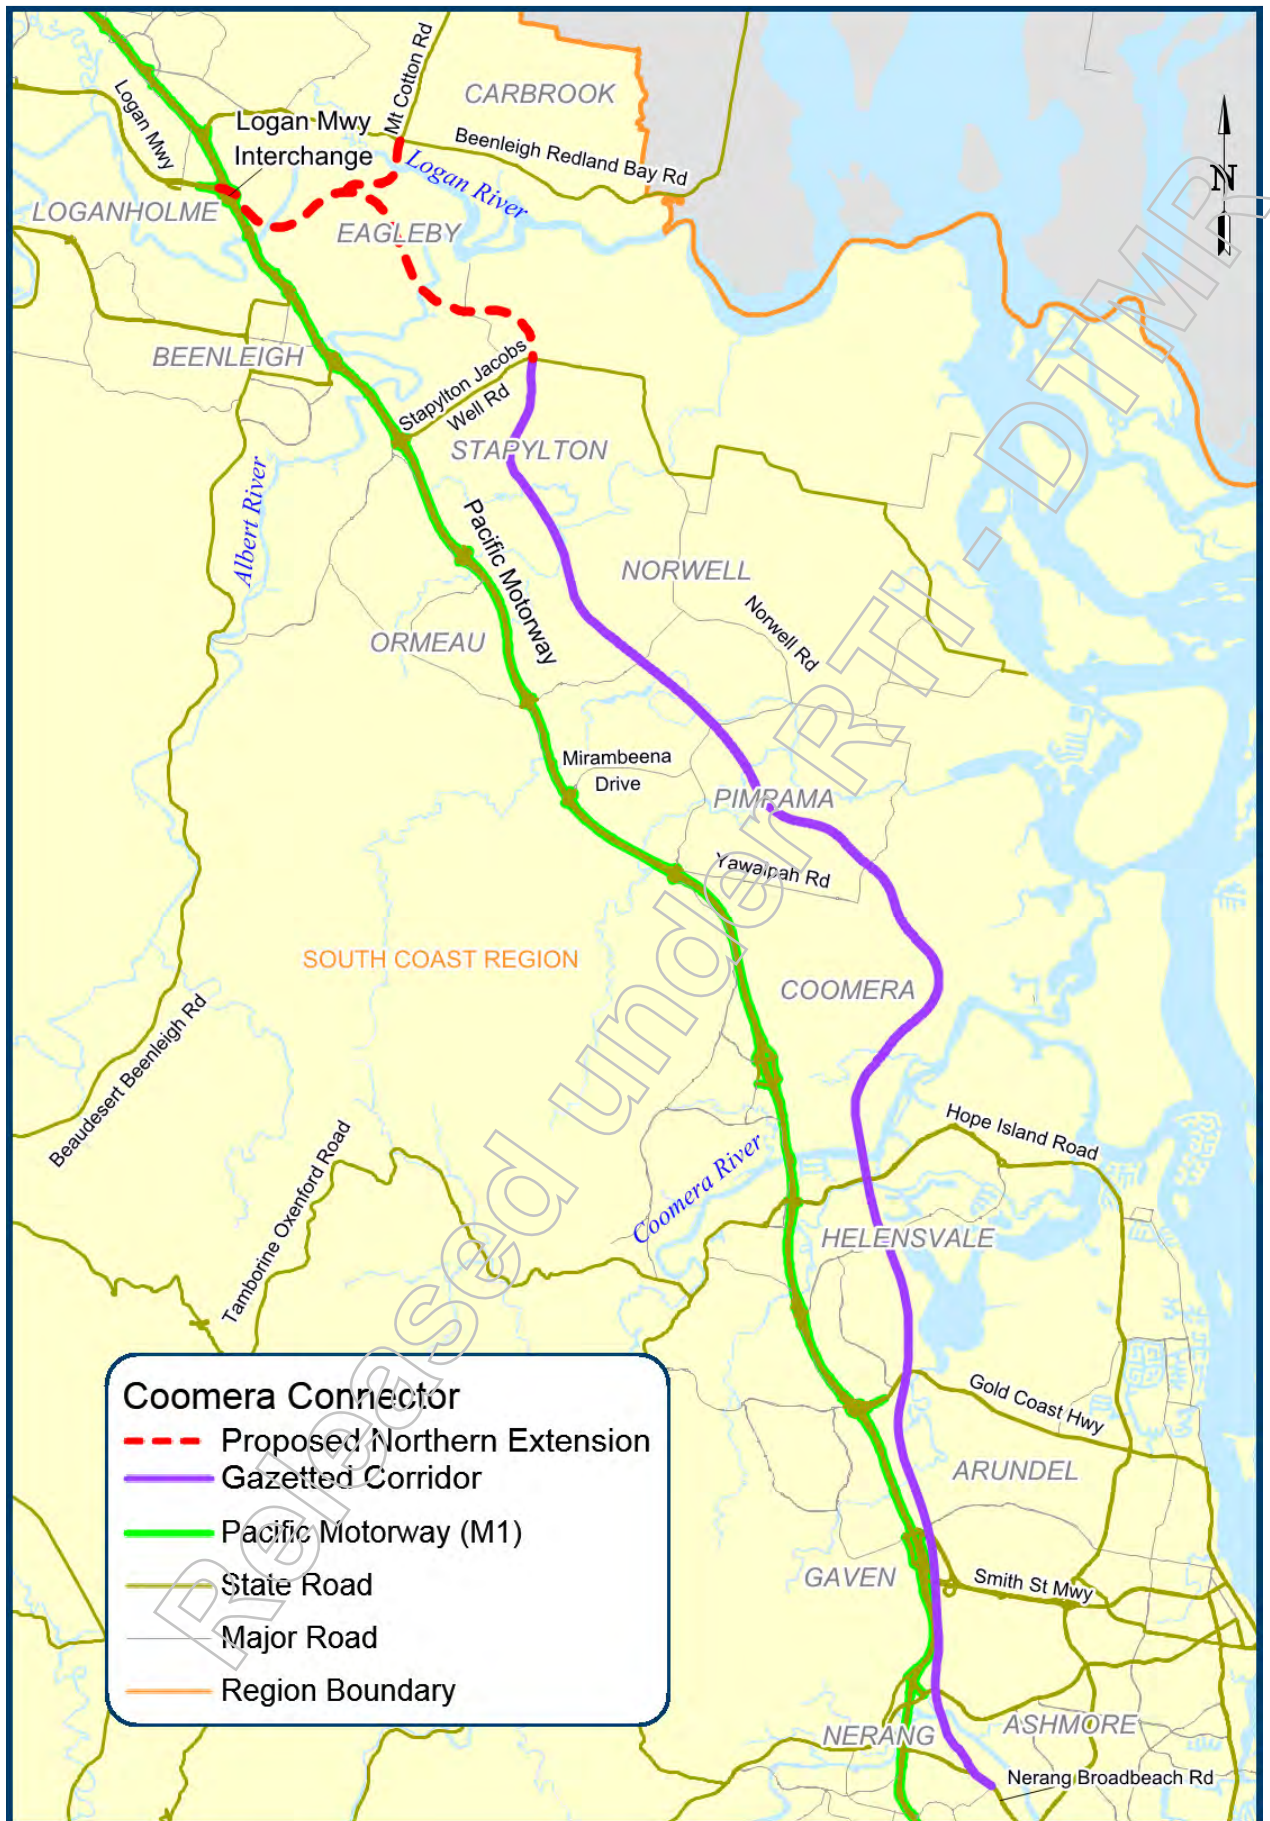 Mt Cotton Rd
CARBROOK
Logan Mwy
Logan Mwy
Interchange
Beenleigh Redland Bay Rd
Logan River
N
LOGANHOLME
EAGLEBY
BEENLEIGH
Stapylton Jacobs
Well Rd
STAPYLTON
Albert River
Pacific Motorway
NORWELL
Norwell Rd
ORMEAU
Mirambeena
Drive
PIMPAMA
Yawalpah Rd
SOUTH COAST REGION
COOMERA
Beaudesert Beenleigh Rd
Hope Island Road
Tamborine Oxenford Road
Coomera River
HELENSVALE
Gold Coast Hwy
ARUNDEL
GAVEN
Smith St Mwy
NERANG
ASHMORE
Nerang Broadbeach Rd
Coomera Connector
Proposed Northern Extension
Gazetted Corridor
Pacific Motorway (M1)
State Road
Major Road
Region Boundary
Released under RTI - DTMR